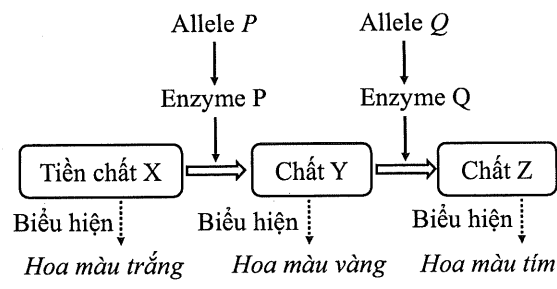 Allele P Allele Q
Enzyme P Enzyme Q
Tiền chất X Chất Y Chất Z
Biểu hiện Biểu hiện Biểu hiện
Hoa màu trắng Hoa màu vàng Hoa màu tím